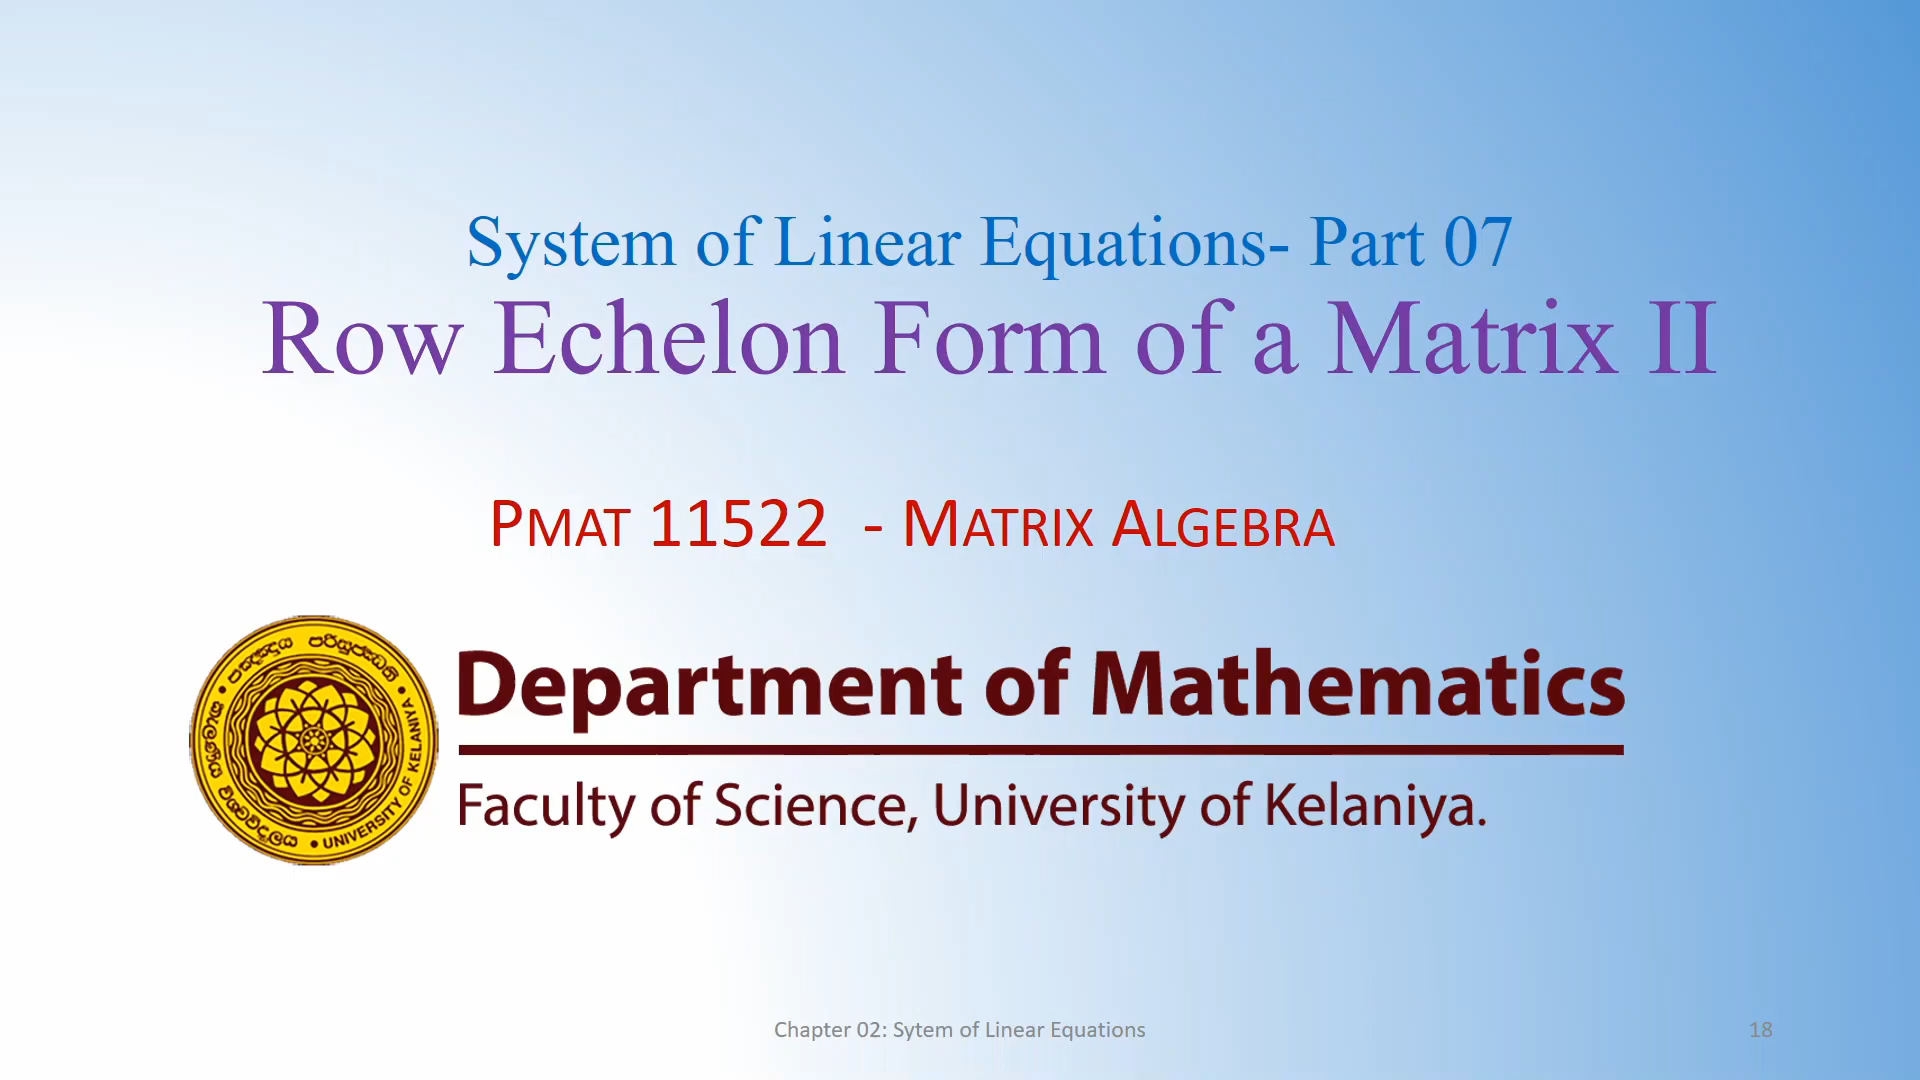 System of Linear Equations- Part 07
Row Echelon Form of a Matrix II
PMAT 11522 - MATRIX ALGEBRA
Department of Mathematics
Faculty of Science, University of Kelaniya.
UNIVERSITY OF KELANIYA
Chapter 02: Sytem of Linear Equations
18